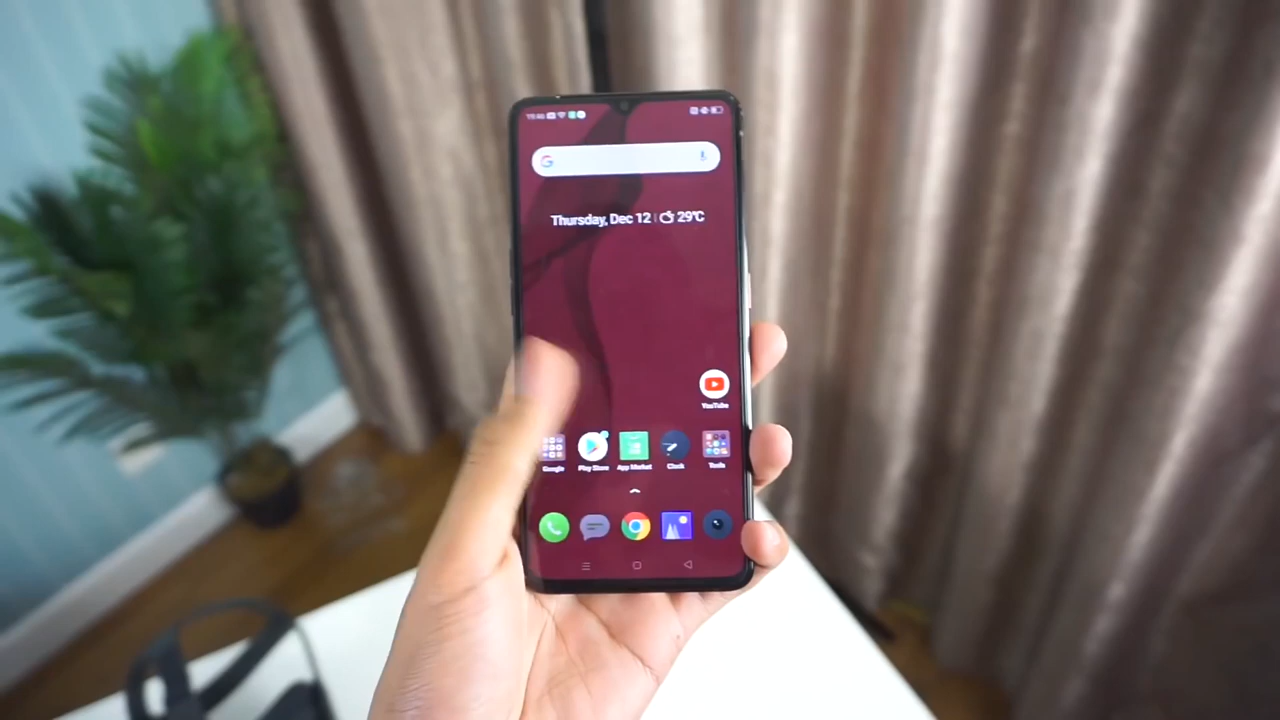 Thursday, Dec 12 | 29℃
YouTube
Google Play Store App Market Clock Tools